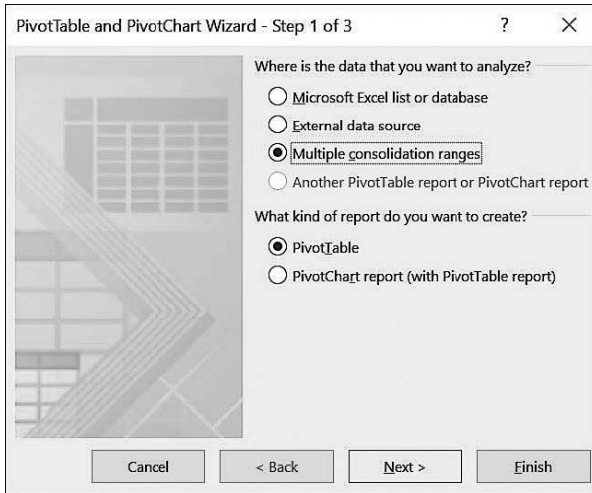 PivotTable and PivotChart Wizard - Step 1 of 3 ? ×
Where is the data that you want to analyze?
Microsoft Excel list or database
External data source
Multiple consolidation ranges
Another PivotTable report or PivotChart report
What kind of report do you want to create?
PivotTable
PivotChart report (with PivotTable report)
Cancel < Back Next > Finish